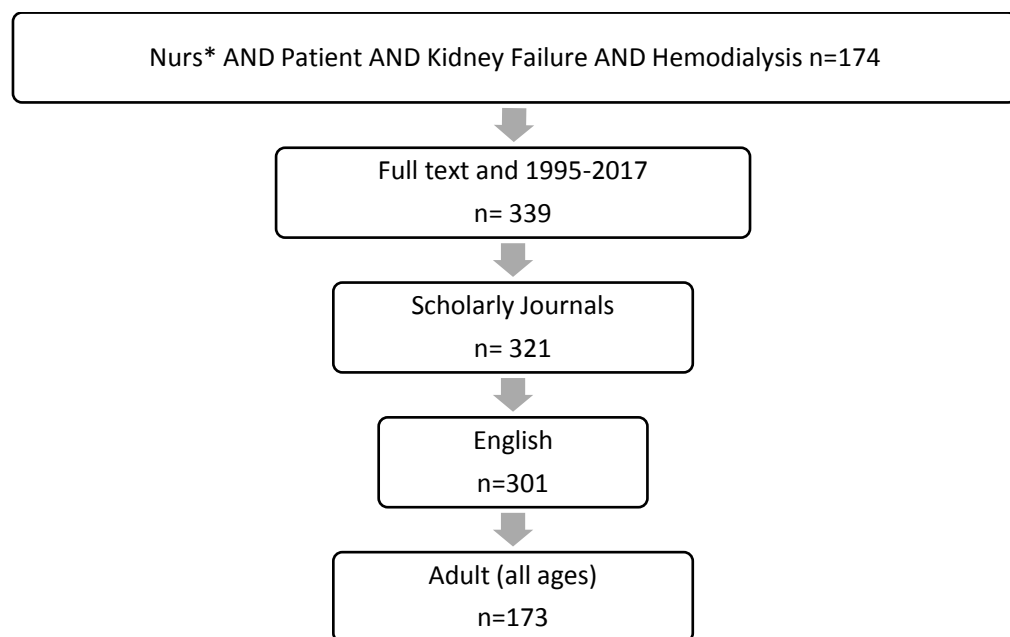 Nurs* AND Patient AND Kidney Failure AND Hemodialysis n=174
Full text and 1995-2017
n= 339
Scholarly Journals
n= 321
English
n=301
Adult (all ages)
n=173